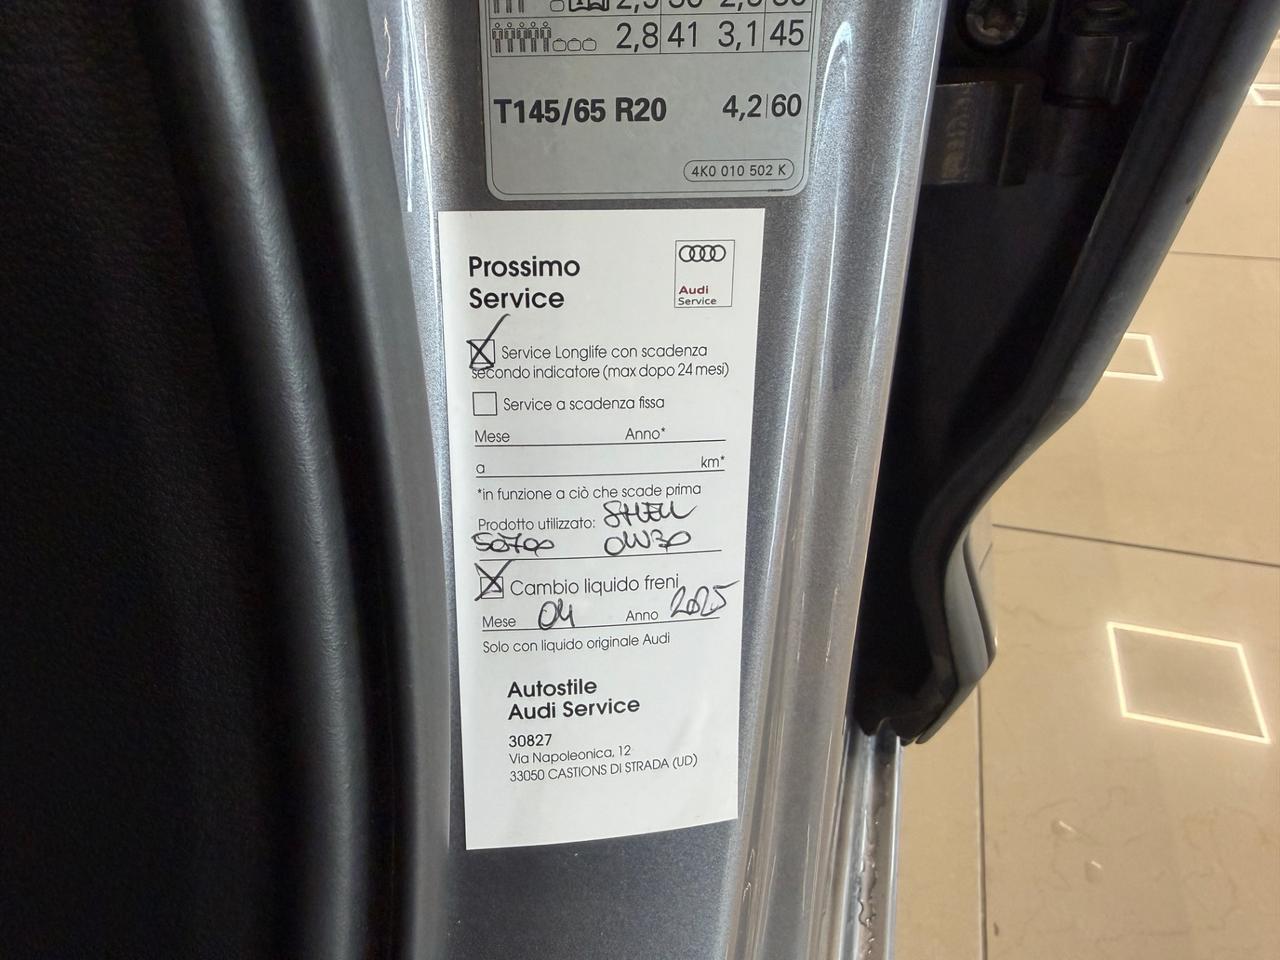 2,8 41 3,1 45
T145/65 R20 4,2 60
4K0 010 502 K
Prossimo
Service
Audi
Service
Service Longlife con scadenza
secondo indicatore (max dopo 24 mesi)
Service a scadenza fissa
Mese Anno*
a km*
*in funzione a ciò che scade prima
Prodotto utilizzato: SHELL
50700 0W30
Cambio liquido freni
Mese 04 Anno 2025
Solo con liquido originale Audi
Autostile
Audi Service
30827
Via Napoleonica, 12
33050 CASTIONS DI STRADA (UD)